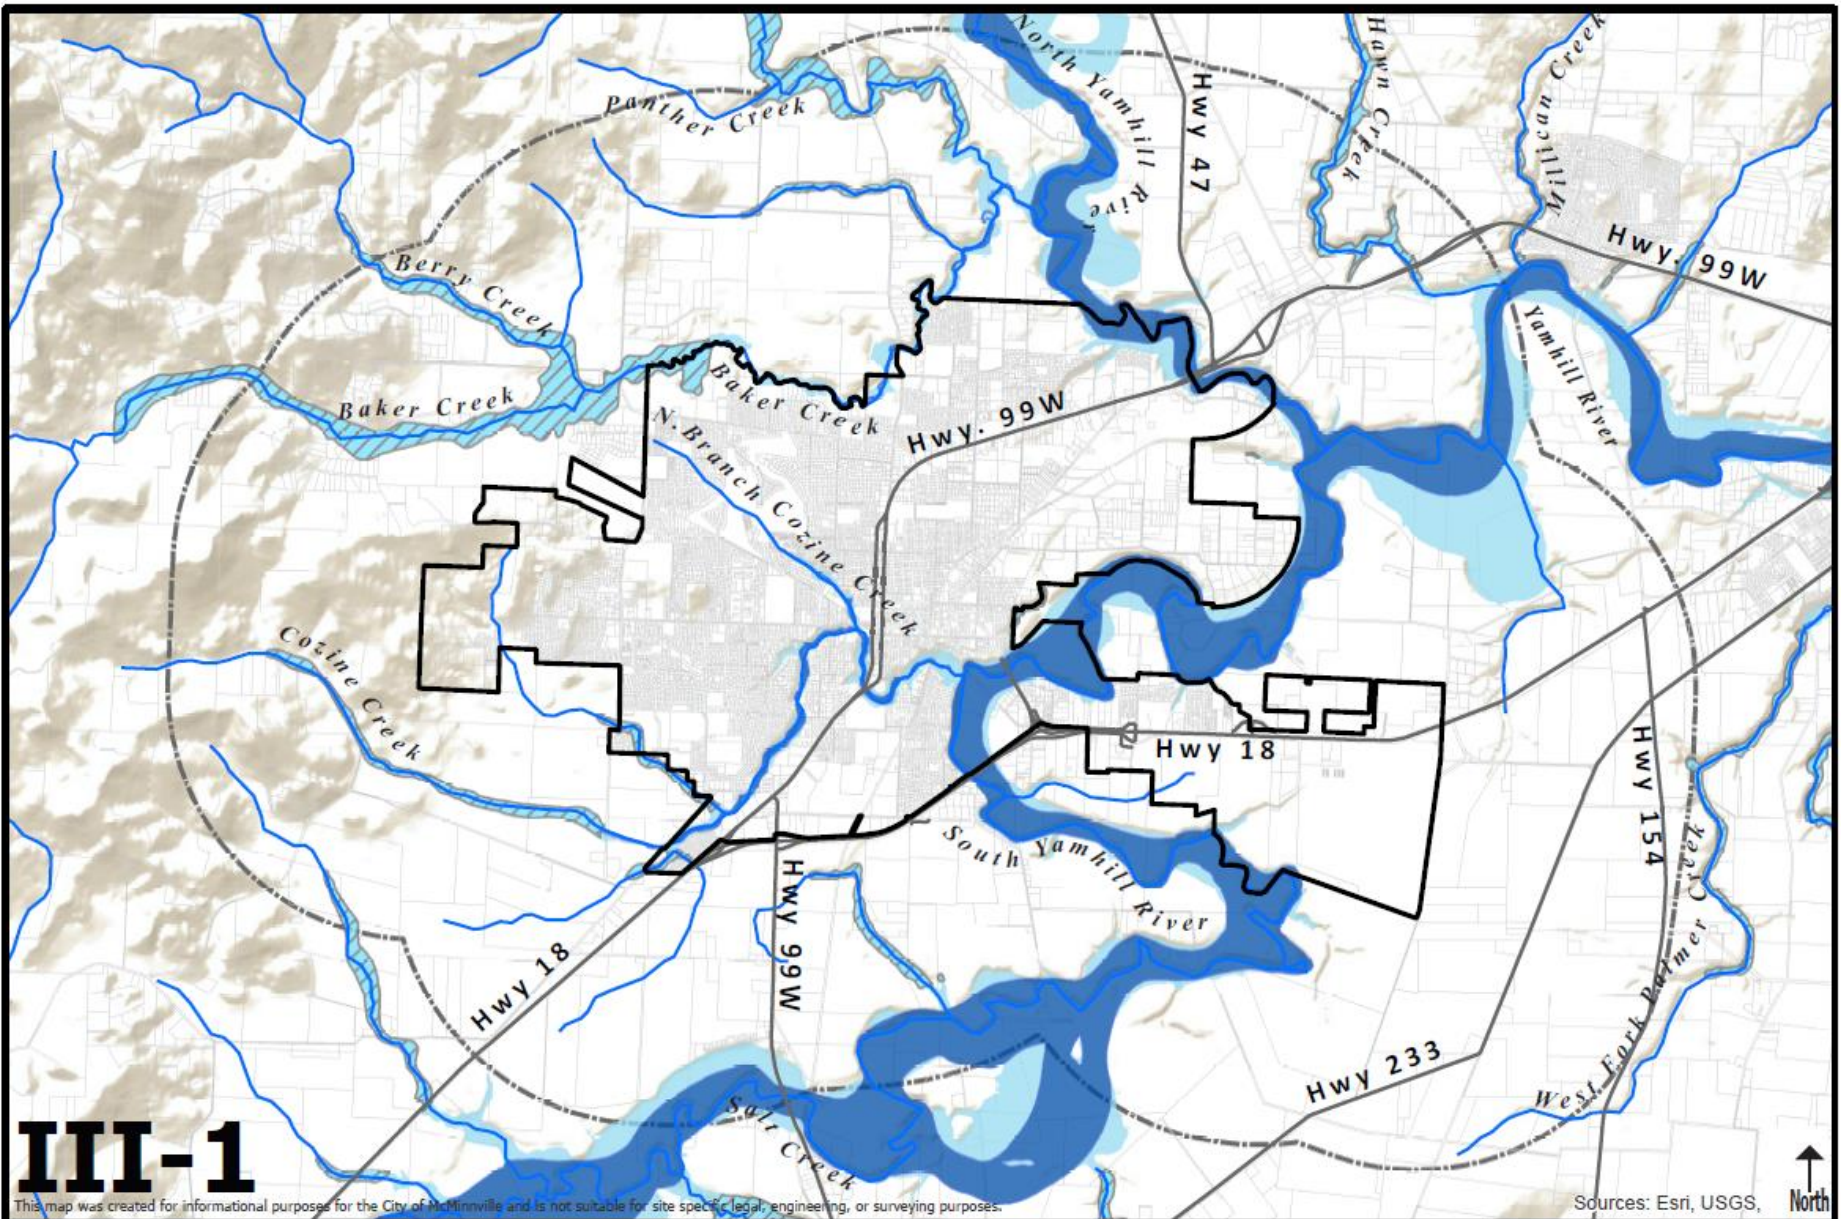 North Yamhill River
Hawn Creek
Millican Creek
Panther Creek
Hwy 47
Hwy. 99W
Berry Creek
Yamhill River
Baker Creek
Baker Creek
Hwy. 99W
N. Branch Cozine Creek
Cozine Creek
Hwy 18
Hwy 154
South Yamhill River
Hwy 99W
Hwy 18
Hwy 233
West Fork Palmer Creek
Salt Creek
III-1
This map was created for informational purposes for the City of McMinnville and is not suitable for site specific legal, engineering, or surveying purposes.
Sources: Esri, USGS,
North